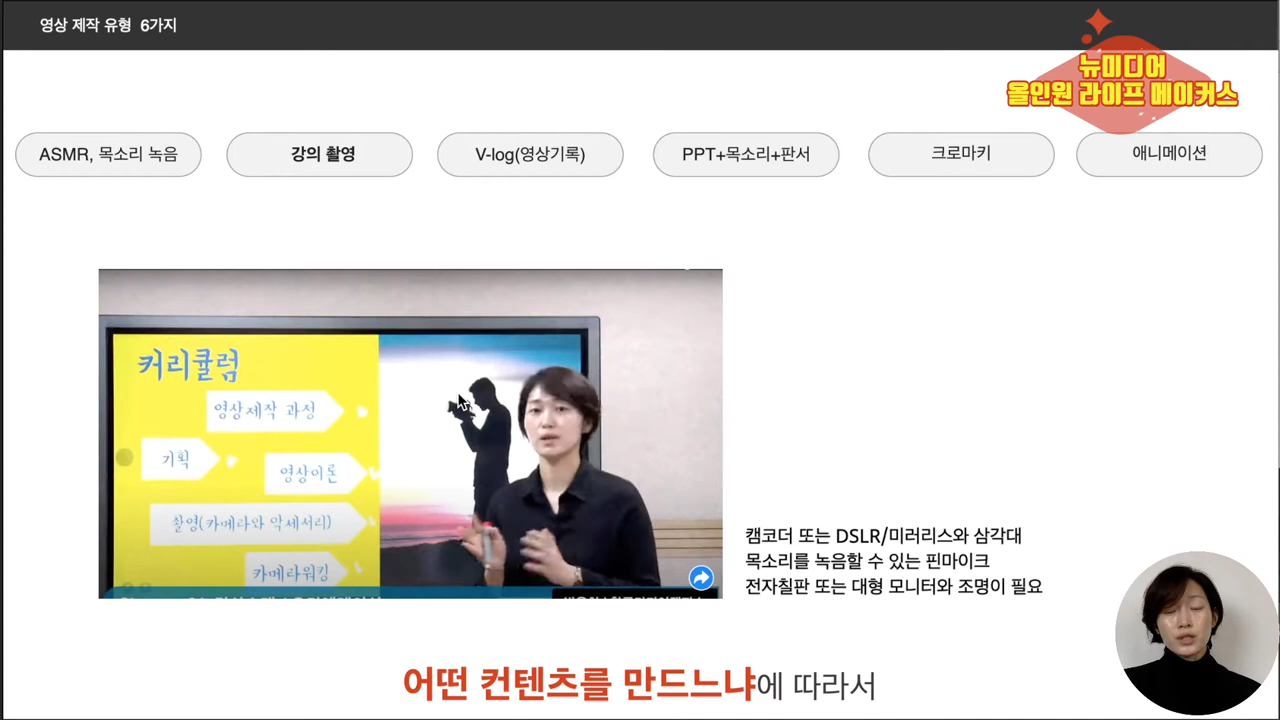 영상 제작 유형 6가지
뉴미디어
올인원 라이프 메이커스
ASMR, 목소리 녹음
강의 촬영
V-log(영상기록)
PPT+목소리+판서
크로마키
애니메이션
커리큘럼
영상제작 과정
기획
영상이론
촬영(카메라와 악세서리)
카메라워킹
캠코더 또는 DSLR/미러리스와 삼각대
목소리를 녹음할 수 있는 핀마이크
전자칠판 또는 대형 모니터와 조명이 필요
어떤 컨텐츠를 만드느냐에 따라서